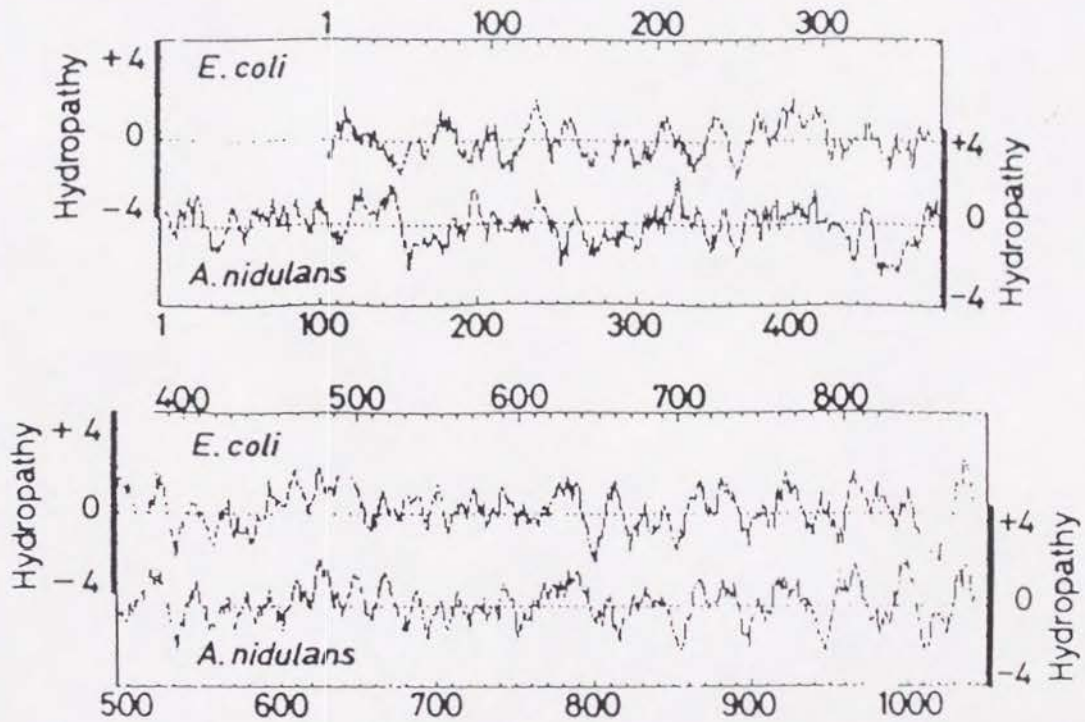 1 100 200 300
+4
E. coli
0
+4
Hydropathy
-4
0
A. nidulans
-4
Hydropathy
1 100 200 300 400
400 500 600 700 800
+4
E. coli
0
+4
Hydropathy
-4
0
A. nidulans
-4
Hydropathy
500 600 700 800 900 1000